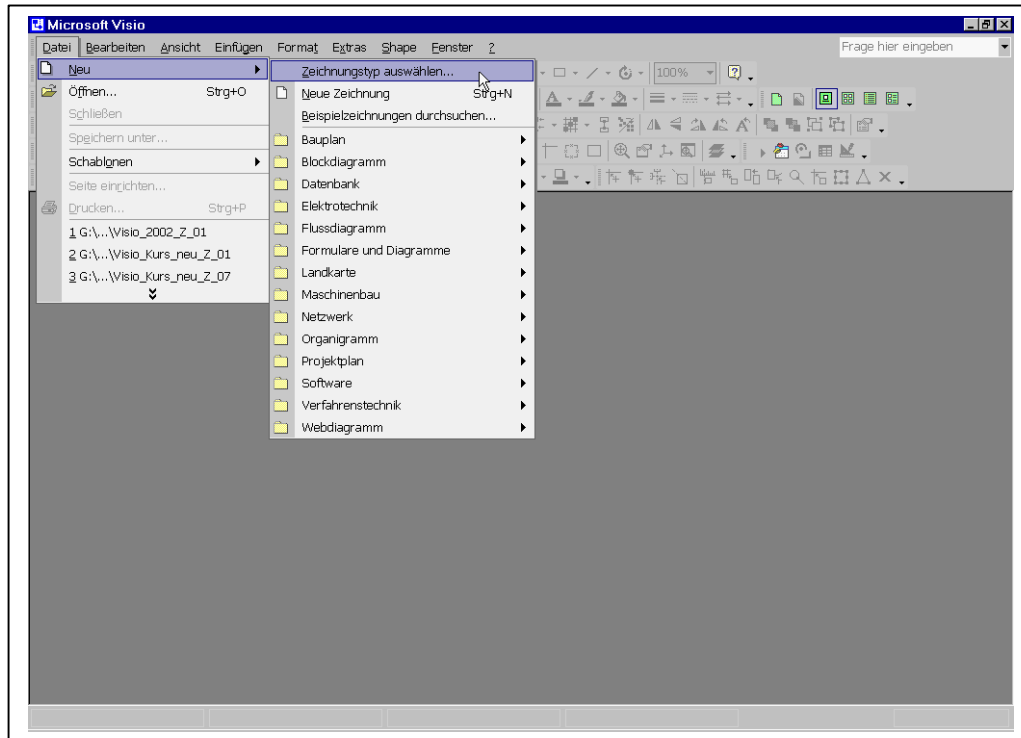 Microsoft Visio
Datei Bearbeiten Ansicht Einfügen Format Extras Shape Fenster ? Frage hier eingeben
Neu
Öffnen... Strg+O
Schließen
Speichern unter...
Schablonen
Seite einrichten...
Drucken... Strg+P
1 G:\...\Visio_2002_Z_01
2 G:\...\Visio_Kurs_neu_Z_01
3 G:\...\Visio_Kurs_neu_Z_07
Zeichnungstyp auswählen...
Neue Zeichnung Strg+N
Beispielzeichnungen durchsuchen...
Bauplan
Blockdiagramm
Datenbank
Elektrotechnik
Flussdiagramm
Formulare und Diagramme
Landkarte
Maschinenbau
Netzwerk
Organigramm
Projektplan
Software
Verfahrenstechnik
Webdiagramm
100%